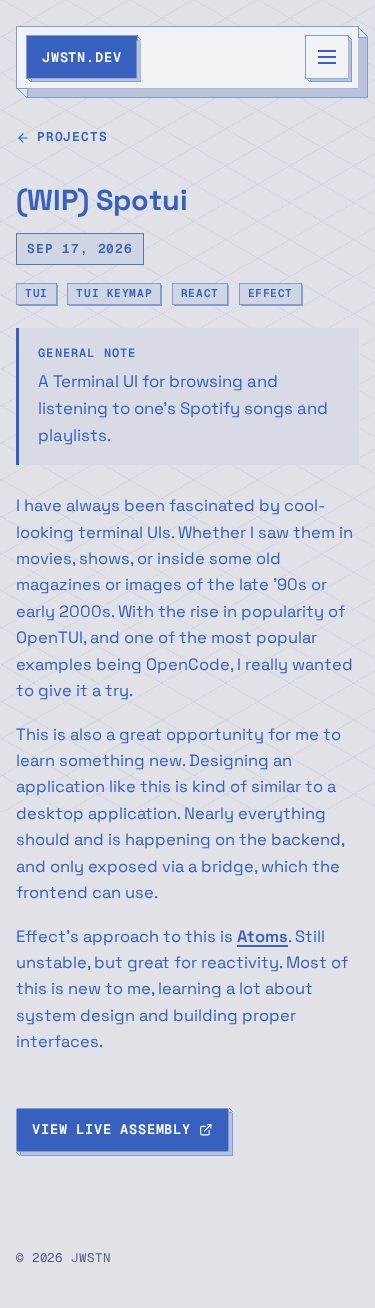 JWSTN.DEV
PROJECTS
(WIP) Spotui
SEP 17, 2026
TUI TUI KEYMAP REACT EFFECT
GENERAL NOTE
A Terminal UI for browsing and
listening to one's Spotify songs and
playlists.
I have always been fascinated by cool-
looking terminal UIs. Whether I saw them in
movies, shows, or inside some old
magazines or images of the late '90s or
early 2000s. With the rise in popularity of
OpenTUI, and one of the most popular
examples being OpenCode, I really wanted
to give it a try.
This is also a great opportunity for me to
learn something new. Designing an
application like this is kind of similar to a
desktop application. Nearly everything
should and is happening on the backend,
and only exposed via a bridge, which the
frontend can use.
Effect's approach to this is Atoms. Still
unstable, but great for reactivity. Most of
this is new to me, learning a lot about
system design and building proper
interfaces.
VIEW LIVE ASSEMBLY
© 2026 JWSTN